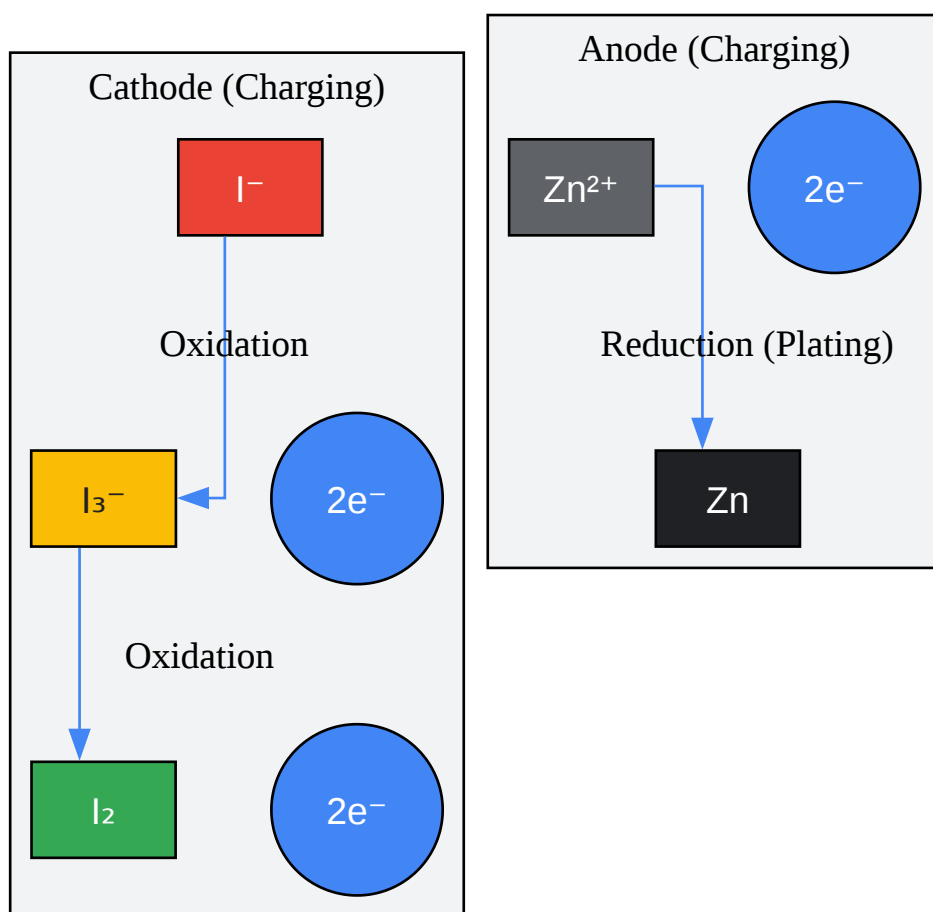 Cathode (Charging)
I⁻
Oxidation
I₃⁻
2e⁻
Oxidation
I₂
2e⁻
Anode (Charging)
Zn²⁺
2e⁻
Reduction (Plating)
Zn